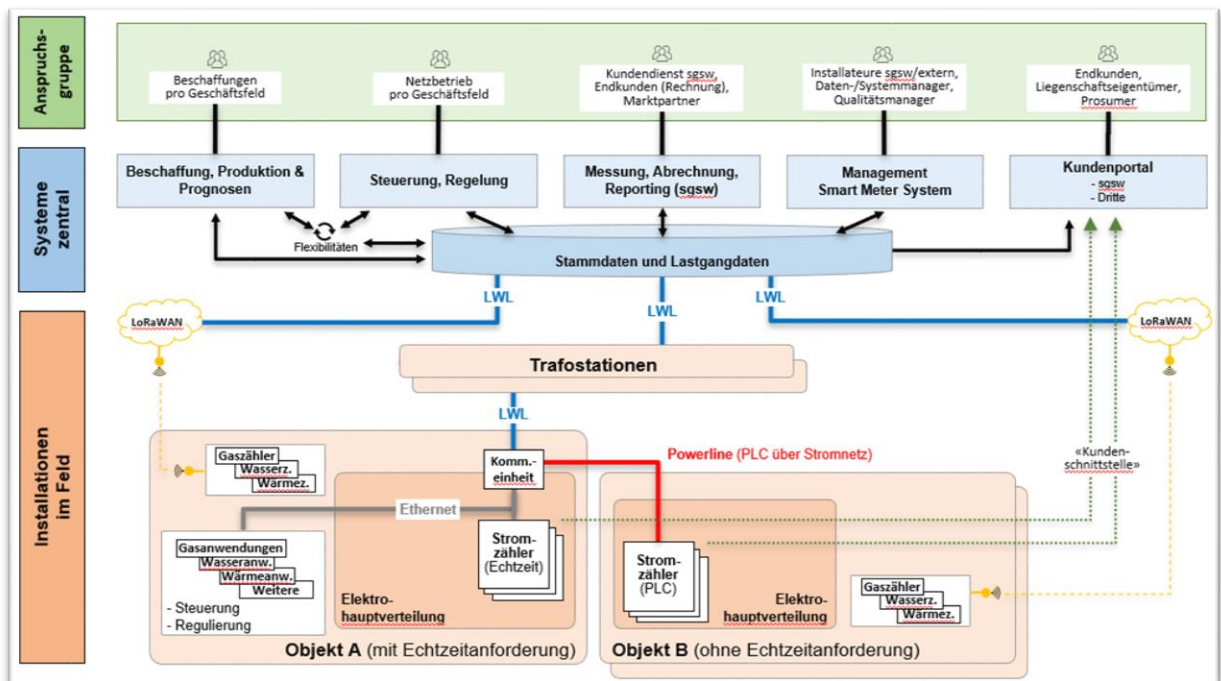 Anspruchs-
gruppe
Beschaffungen
pro Geschäftsfeld
Netzbetrieb
pro Geschäftsfeld
Kundendienst sgsw,
Endkunden (Rechnung),
Marktpartner
Installateure sgsw/extern,
Daten-/Systemmanager,
Qualitätsmanager
Endkunden,
Liegenschaftseigentümer,
Prosumer
Systeme
zentral
Beschaffung, Produktion &
Prognosen
Steuerung, Regelung
Messung, Abrechnung,
Reporting (sgsw)
Management
Smart Meter System
Kundenportal
- sgsw
- Dritte
Flexibilitäten
Stammdaten und Lastgangdaten
LWL
LWL
LWL
Installationen
im Feld
LoRaWAN
LoRaWAN
Trafostationen
LWL
Gaszähler
Wasserz.
Wärmez.
Komm.-
einheit
Powerline (PLC über Stromnetz)
«Kunden-
schnittstelle»
Ethernet
Gasanwendungen
Wasseranw.
Wärmeanw.
Weitere
- Steuerung
- Regulierung
Strom-
zähler
(Echtzeit)
Elektro-
hauptverteilung
Objekt A (mit Echtzeitanforderung)
Strom-
zähler
(PLC)
Elektro-
hauptverteilung
Gaszähler
Wasserz.
Wärmez.
Objekt B (ohne Echtzeitanforderung)